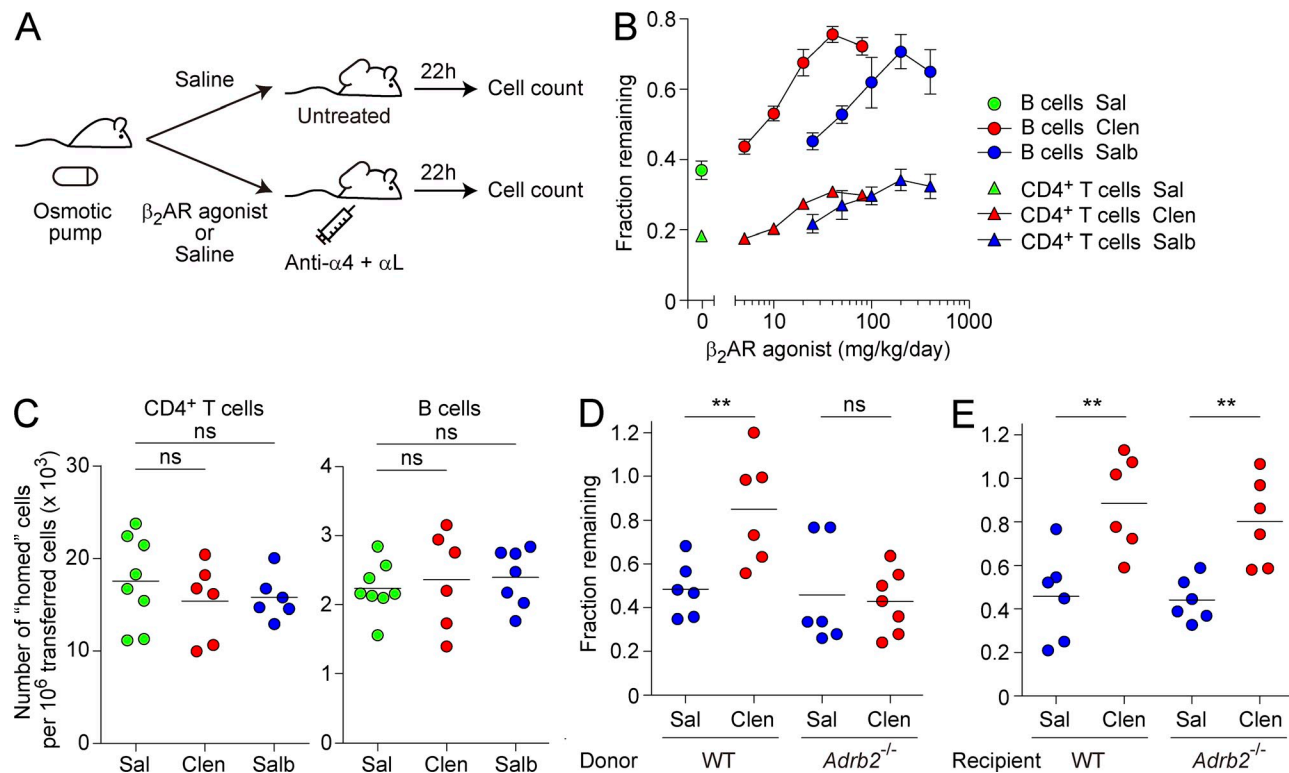 A
Saline
22h
Cell count
Untreated
Osmotic
pump
β₂AR agonist
or
Saline
22h
Cell count
Anti-α4 + αL
B
Fraction remaining
0.8
0.6
0.4
0.2
0
0
10
100
1000
β₂AR agonist (mg/kg/day)
B cells Sal
B cells Clen
B cells Salb
CD4⁺ T cells Sal
CD4⁺ T cells Clen
CD4⁺ T cells Salb
C
CD4⁺ T cells
ns
ns
Number of “homed” cells
per 10⁶ transferred cells (x 10³)
30
20
10
0
Sal
Clen
Salb
B cells
ns
ns
4
3
2
1
0
Sal
Clen
Salb
D
**
ns
Fraction remaining
1.2
1.0
0.8
0.6
0.4
0.2
0
Sal
Clen
Sal
Clen
Donor
WT
Adrb2⁻/⁻
E
**
**
1.2
1.0
0.8
0.6
0.4
0.2
0
Sal
Clen
Sal
Clen
Recipient
WT
Adrb2⁻/⁻